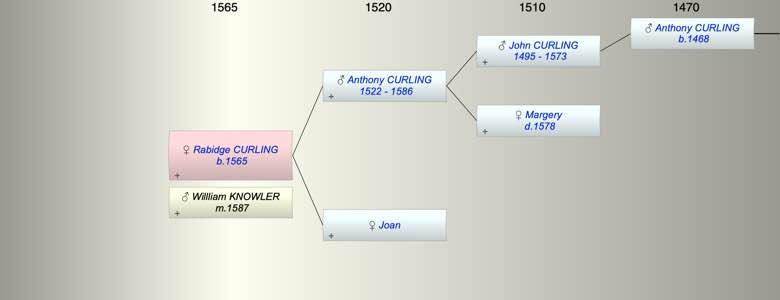 1565 1520 1510 1470
♂ Anthony CURLING
b.1468
♂ John CURLING
1495 - 1573
+
♂ Anthony CURLING
1522 - 1586
+
♀ Margery
d.1578
+
♀ Rabidge CURLING
b.1565
+
♂ Willliam KNOWLER
m.1587
+
♀ Joan
+